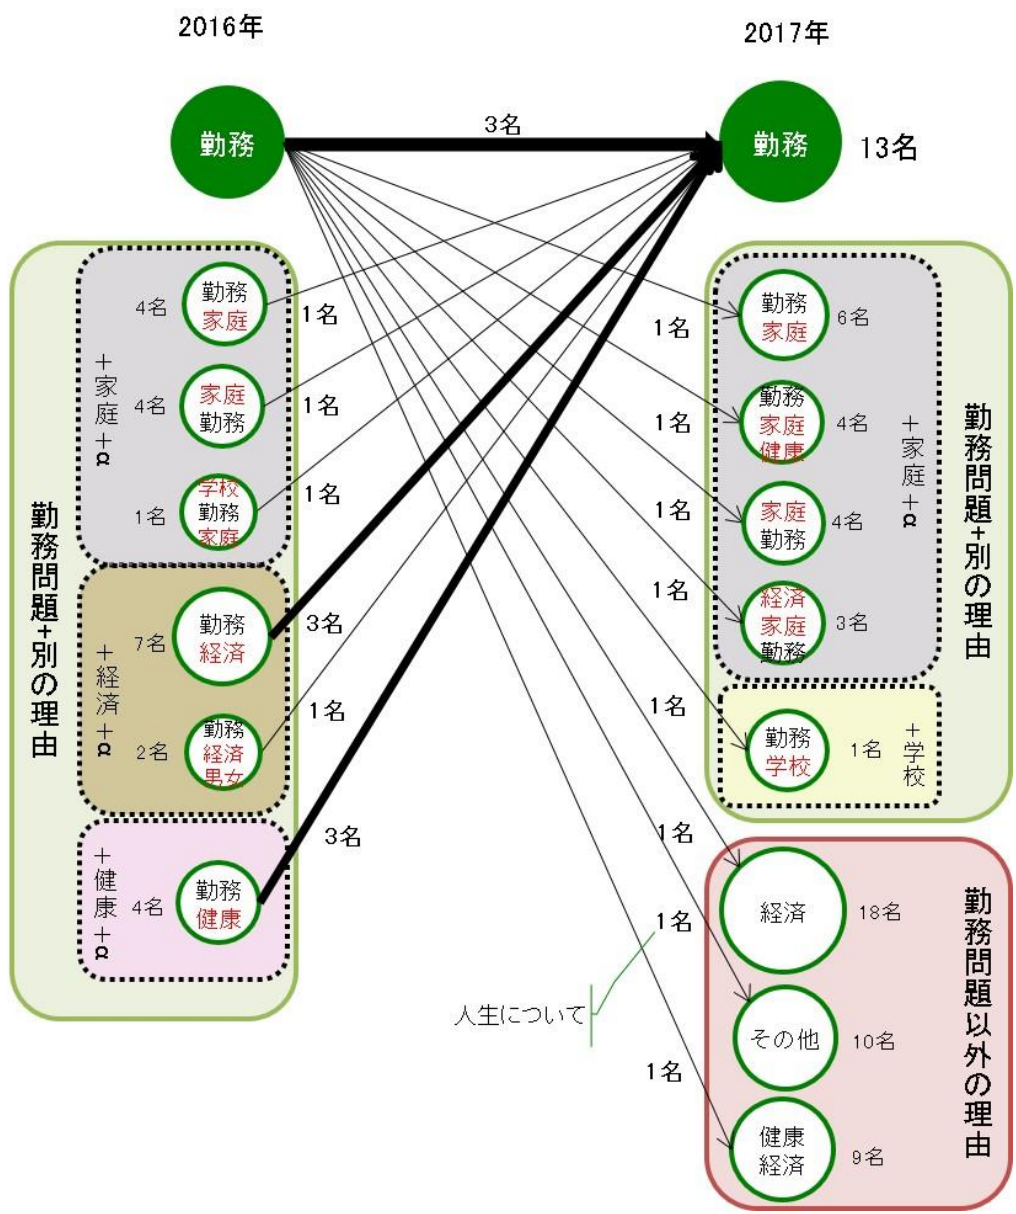 2016年
2017年
勤務
3名
勤務
13名
勤務問題+別の理由
+家庭+α
4名
勤務
家庭
1名
4名
家庭
勤務
1名
1名
学校
勤務
家庭
1名
+経済+α
7名
勤務
経済
3名
2名
勤務
経済
男女
1名
+健康+α
4名
勤務
健康
3名
1名
勤務
家庭
6名
1名
勤務
家庭
健康
4名
1名
家庭
勤務
4名
1名
経済
家庭
勤務
3名
+家庭+α
勤務問題+別の理由
1名
勤務
学校
1名
+学校
1名
経済
18名
1名
人生について
その他
10名
1名
健康
経済
9名
勤務問題以外の理由